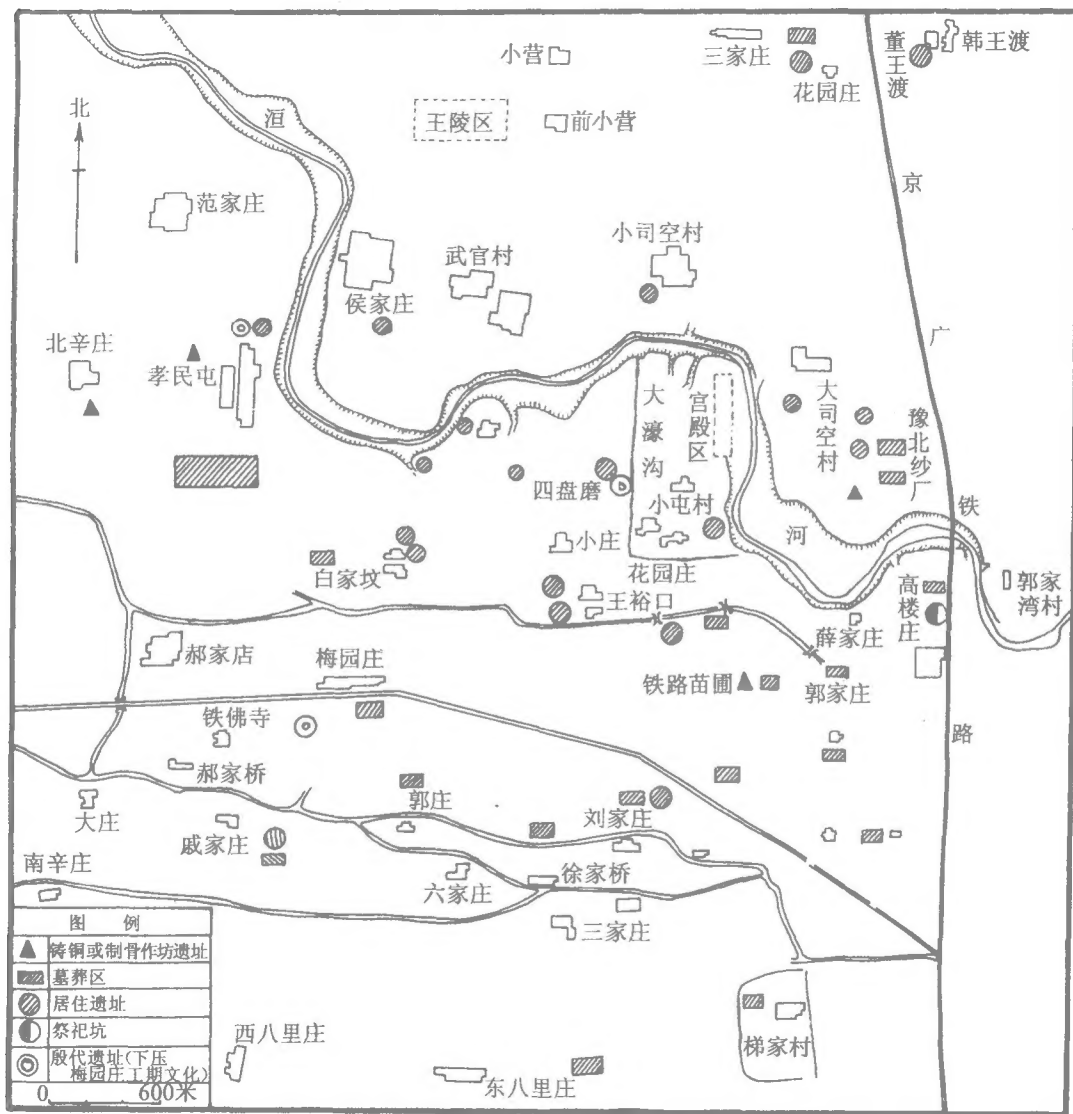 小营
三家庄
花园庄
董王渡
韩王渡
北
洹
王陵区
前小营
京
范家庄
小司空村
武官村
侯家庄
广
北辛庄
孝民屯
大濠沟
宫殿区
大司空村
豫北纱厂
四盘磨
小屯村
铁
小庄
花园庄
河
白家坟
王裕口
高楼庄
郭家湾村
薛家庄
郝家店
梅园庄
铁路苗圃
郭家庄
铁佛寺
路
郝家桥
郭庄
刘家庄
大庄
戚家庄
南辛庄
六家庄
徐家桥
三家庄
图 例
铸铜或制骨作坊遗址
墓葬区
居住遗址
祭祀坑
殷代遗址(下压
梅园庄工期文化)
0 600米
西八里庄
东八里庄
梯家村